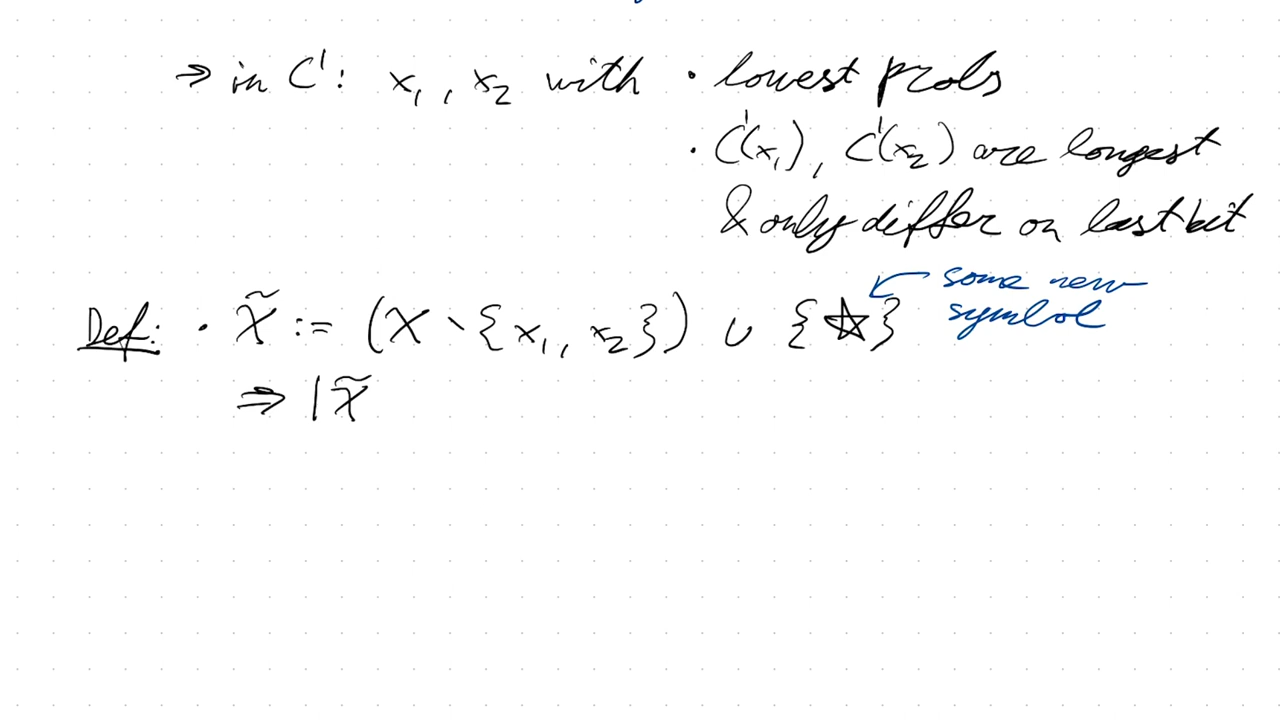 ⇒ in C': x₁, x₂ with • lowest probs
• C'(x₁), C'(x₂) are longest
& only differ on last bit
some new
symbol
Def: • X̃ := (X \ {x₁, x₂}) ∪ {☆}
⇒ |X̃